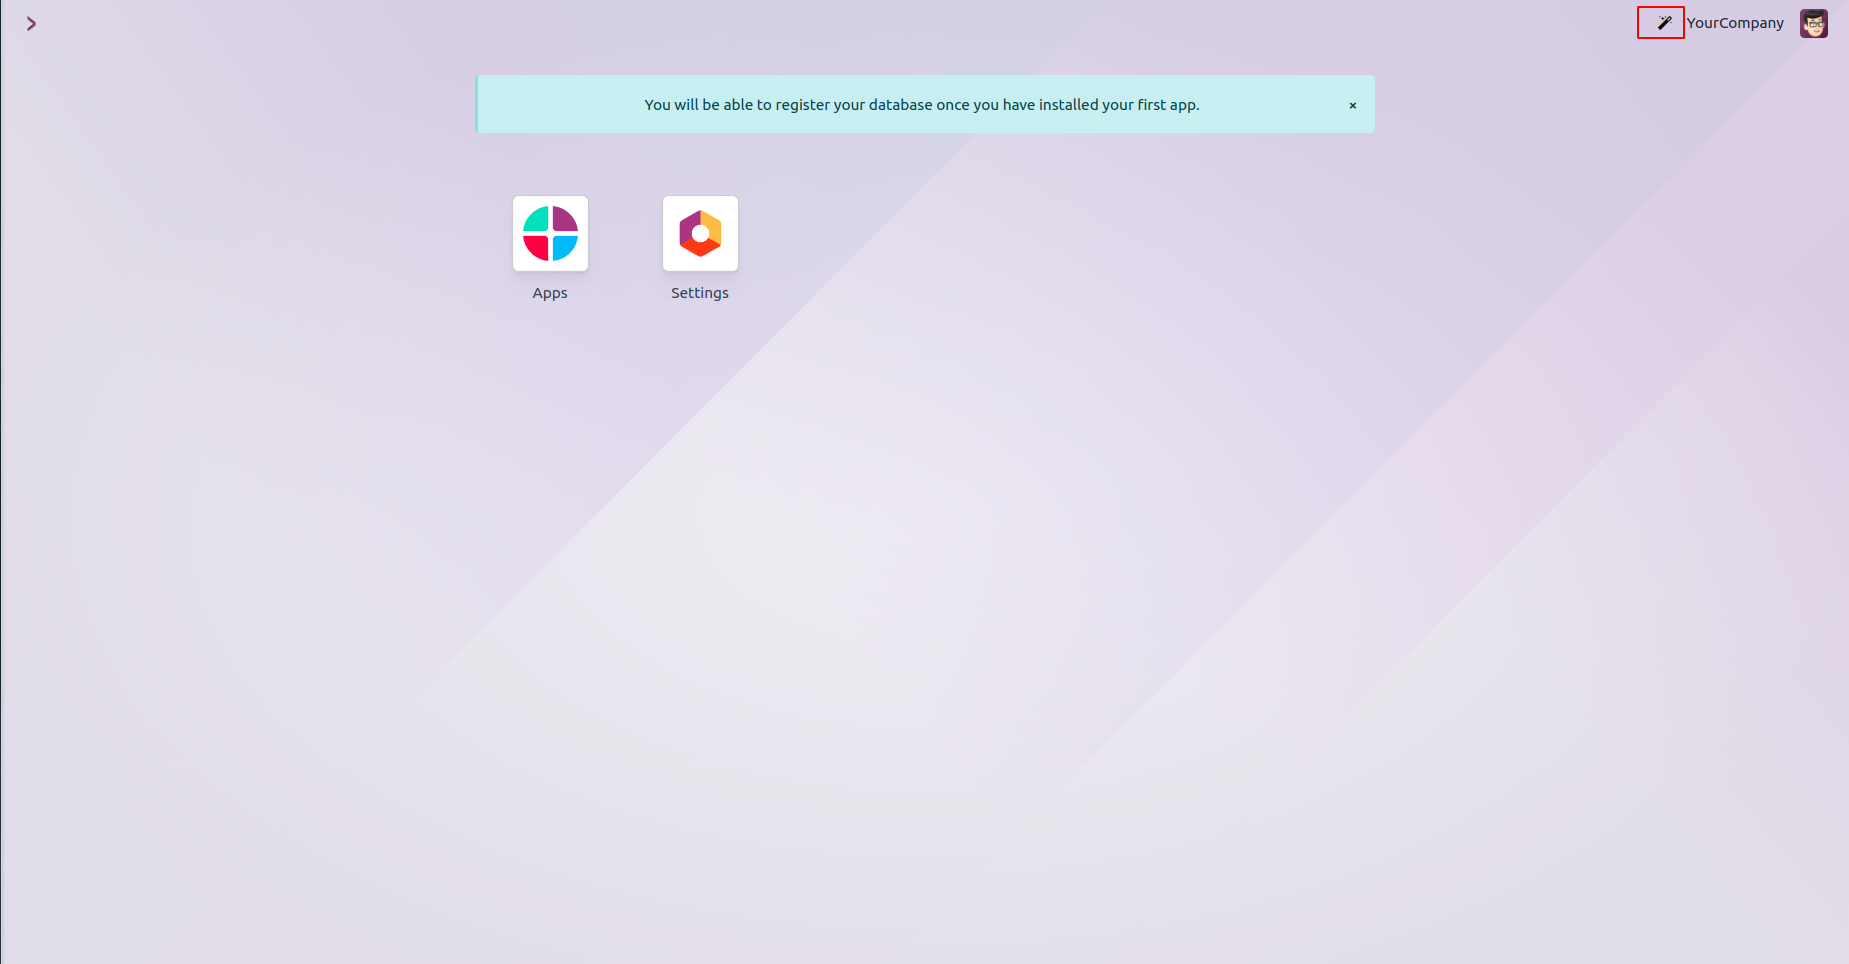 YourCompany
You will be able to register your database once you have installed your first app.
Apps
Settings